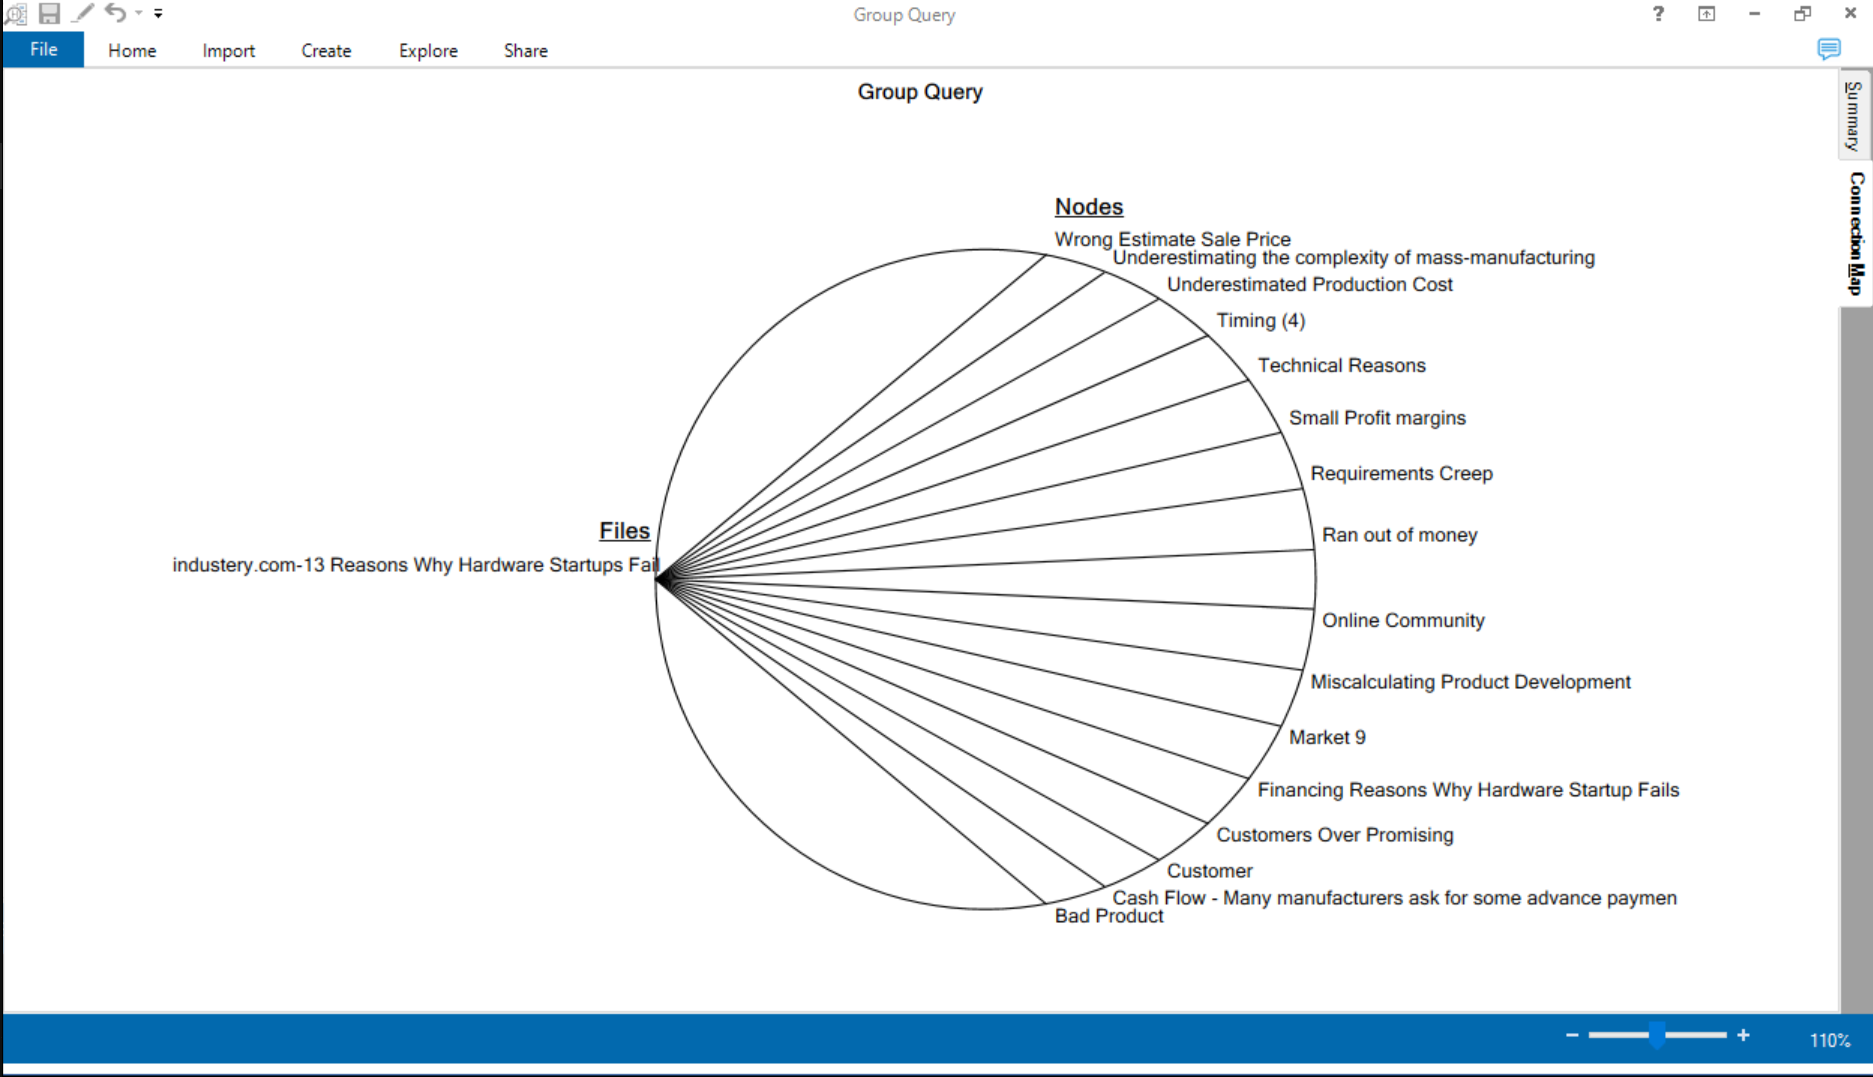 Group Query
File Home Import Create Explore Share
Group Query
Summary
Connection Map
Nodes
Wrong Estimate Sale Price
Underestimating the complexity of mass-manufacturing
Underestimated Production Cost
Timing (4)
Technical Reasons
Small Profit margins
Requirements Creep
Ran out of money
Files
industery.com-13 Reasons Why Hardware Startups Fail
Online Community
Miscalculating Product Development
Market 9
Financing Reasons Why Hardware Startup Fails
Customers Over Promising
Customer
Cash Flow - Many manufacturers ask for some advance paymen
Bad Product
110%